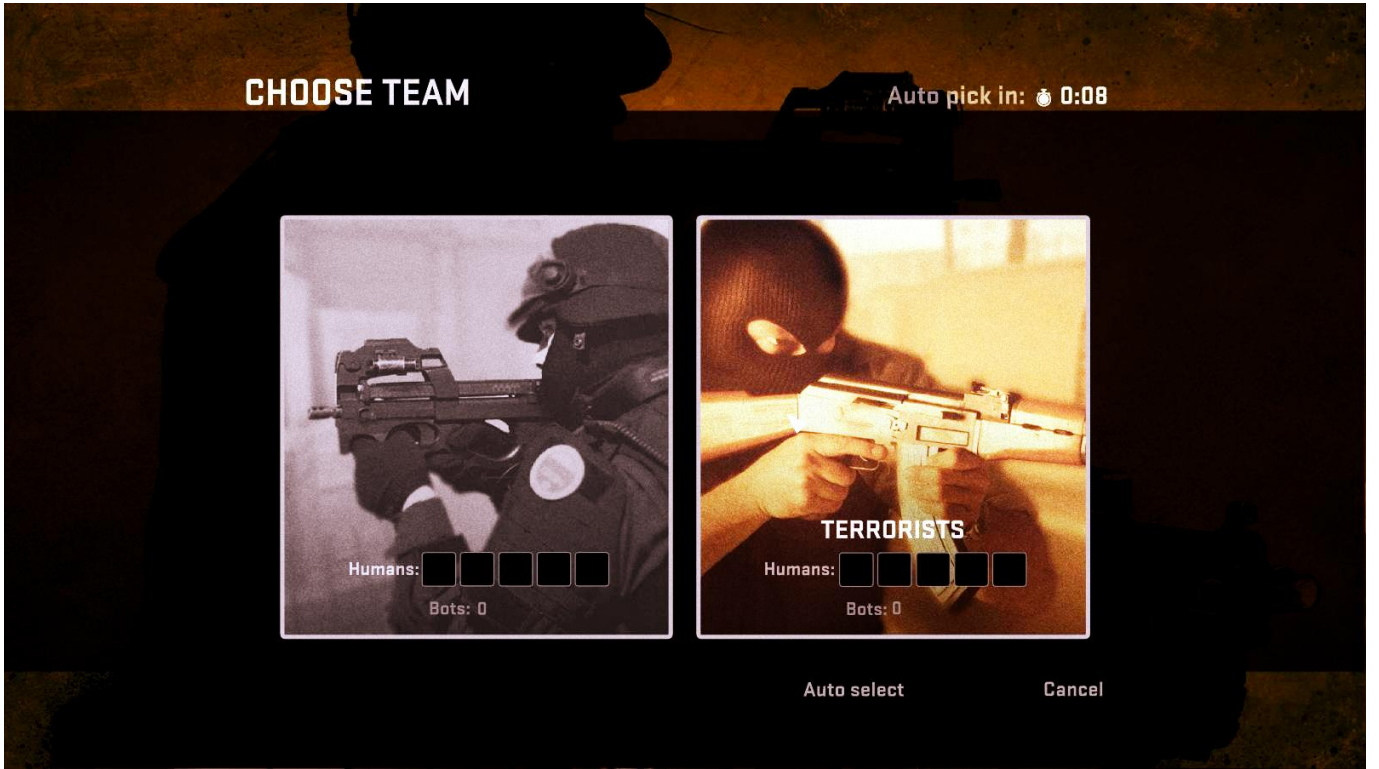 CHOOSE TEAM
Auto pick in: 0:08
TERRORISTS
Humans:
Humans:
Bots: 0
Bots: 0
Auto select
Cancel